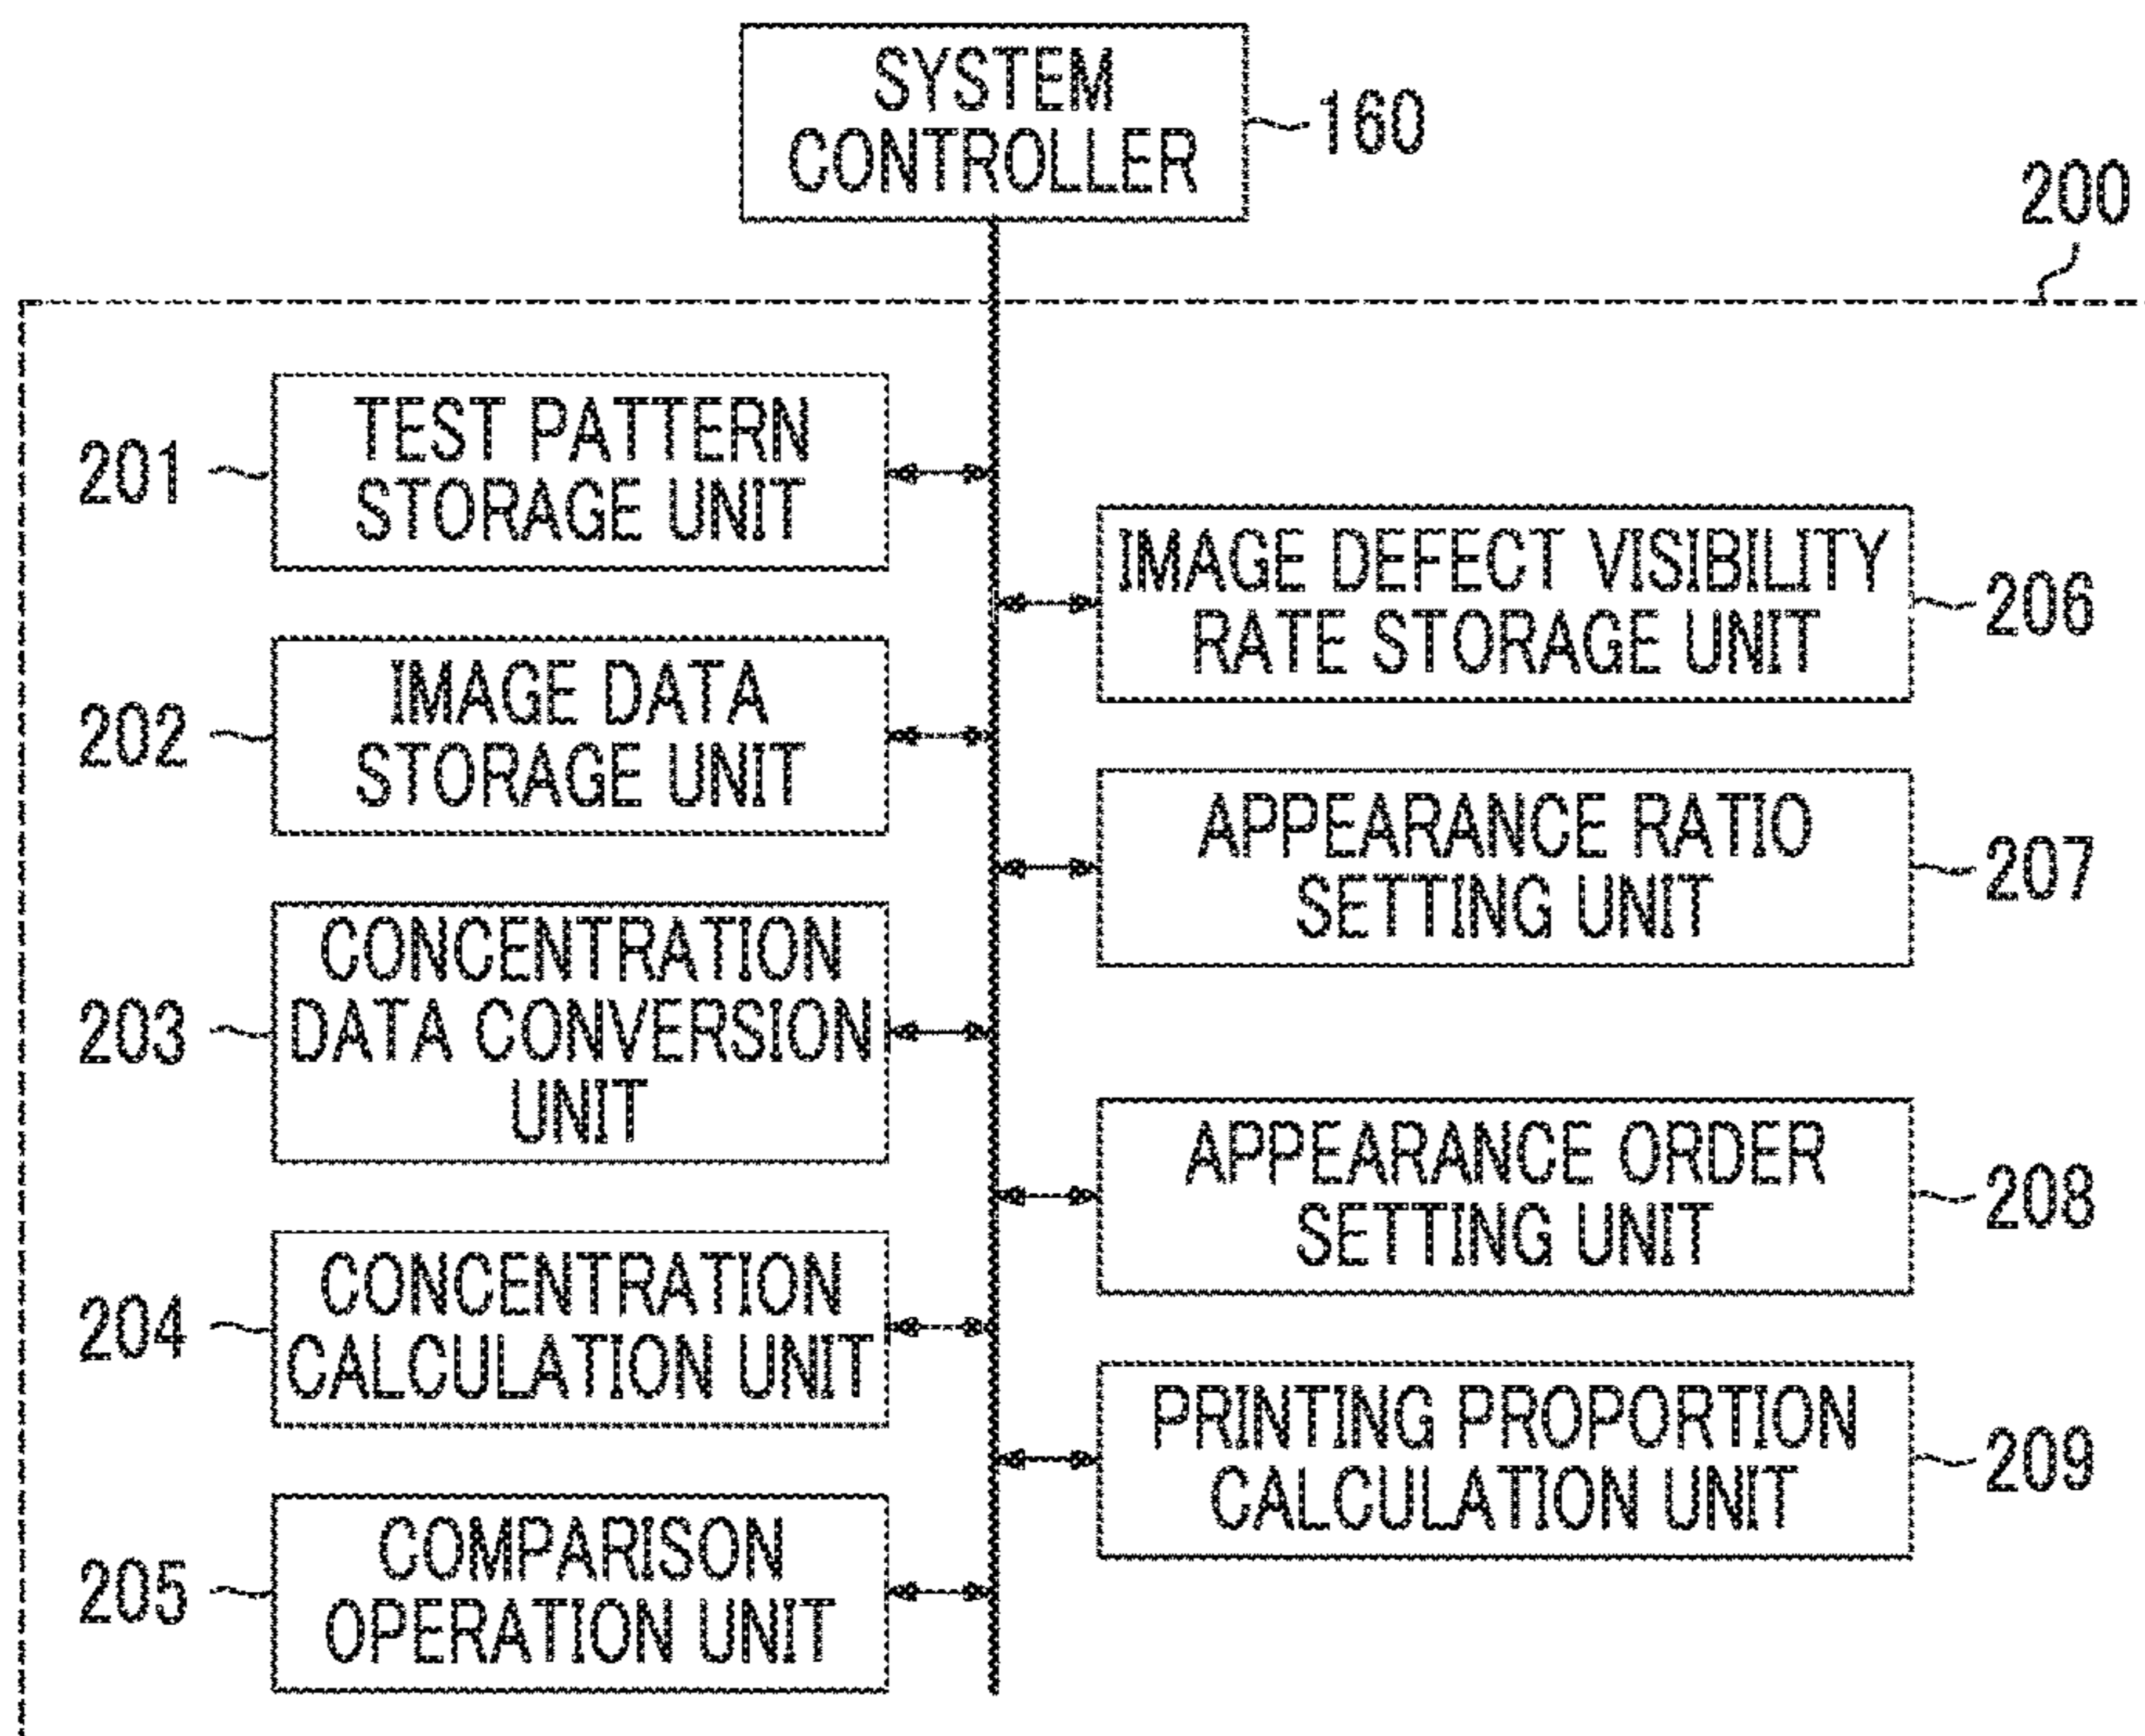 SYSTEM
CONTROLLER
160
200
201
TEST PATTERN
STORAGE UNIT
202
IMAGE DATA
STORAGE UNIT
203
CONCENTRATION
DATA CONVERSION
UNIT
204
CONCENTRATION
CALCULATION UNIT
205
COMPARISON
OPERATION UNIT
IMAGE DEFECT VISIBILITY
RATE STORAGE UNIT
206
APPEARANCE RATIO
SETTING UNIT
207
APPEARANCE ORDER
SETTING UNIT
208
PRINTING PROPORTION
CALCULATION UNIT
209